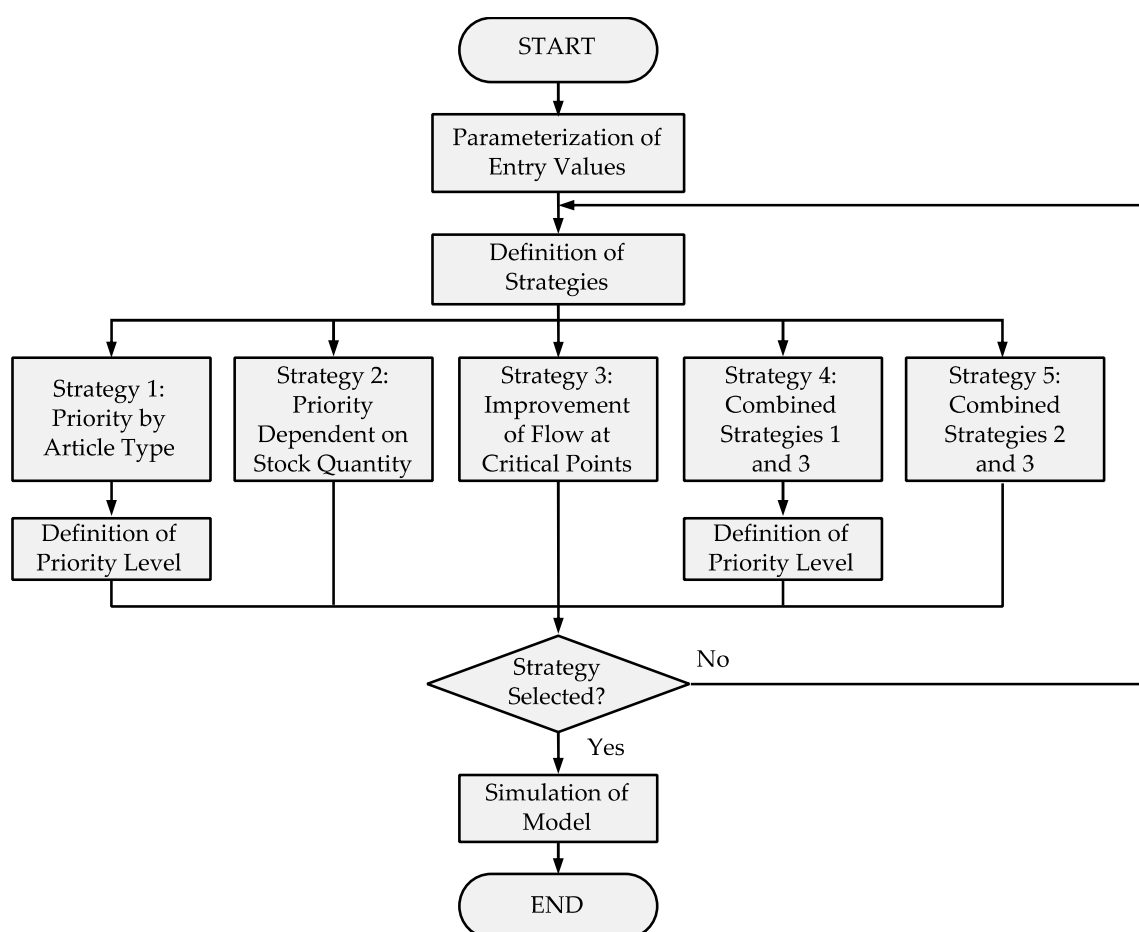 START
Parameterization of
Entry Values
Definition of
Strategies
Strategy 1:
Priority by
Article Type
Strategy 2:
Priority
Dependent on
Stock Quantity
Strategy 3:
Improvement
of Flow at
Critical Points
Strategy 4:
Combined
Strategies 1
and 3
Strategy 5:
Combined
Strategies 2
and 3
Definition of
Priority Level
Definition of
Priority Level
Strategy
Selected?
No
Yes
Simulation of
Model
END